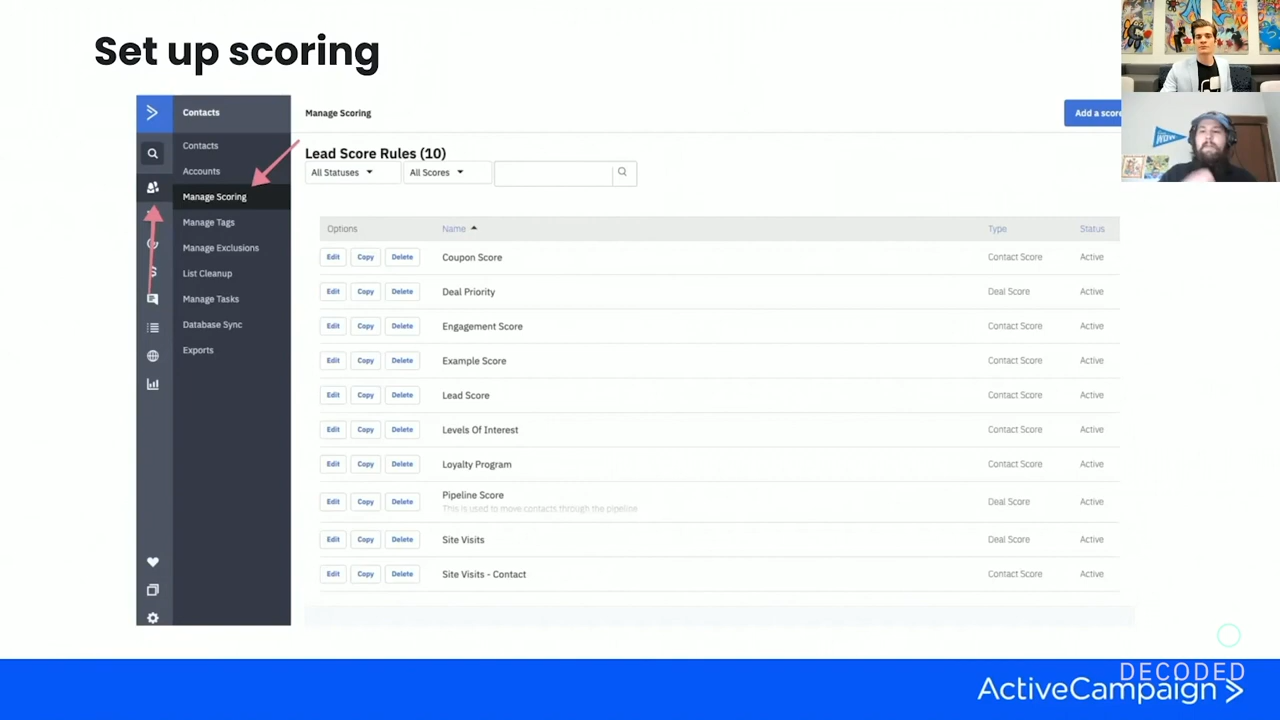 Set up scoring
Contacts
Manage Scoring
Add a score
Contacts
Accounts
Manage Scoring
Manage Tags
Manage Exclusions
List Cleanup
Manage Tasks
Database Sync
Exports
Lead Score Rules (10)
All Statuses All Scores
Options Name Type Status
Edit Copy Delete Coupon Score Contact Score Active
Edit Copy Delete Deal Priority Deal Score Active
Edit Copy Delete Engagement Score Contact Score Active
Edit Copy Delete Example Score Contact Score Active
Edit Copy Delete Lead Score Contact Score Active
Edit Copy Delete Levels Of Interest Contact Score Active
Edit Copy Delete Loyalty Program Contact Score Active
Edit Copy Delete Pipeline Score Deal Score Active
This is used to move contacts through the pipeline
Edit Copy Delete Site Visits Deal Score Active
Edit Copy Delete Site Visits - Contact Contact Score Active
DECODED
ActiveCampaign